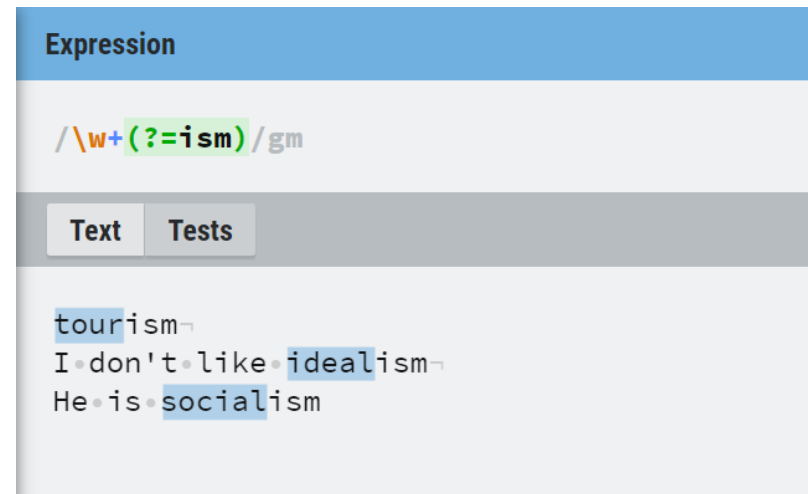 Expression
/\w+(?=ism)/gm
Text Tests
tourism¬
I•don't•like•idealism¬
He•is•socialism